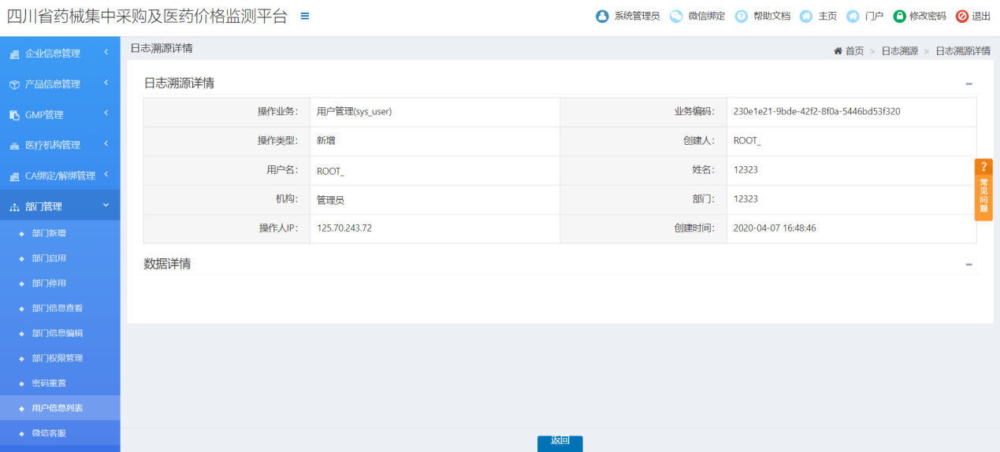 四川省药械集中采购及医药价格监测平台
系统管理员 微信绑定 帮助文档 主页 门户 修改密码 退出
企业信息管理
产品信息管理
GMP管理
医疗机构管理
CA绑定/解绑管理
部门管理
部门新增
部门启用
部门停用
部门信息查看
部门信息编辑
部门权限管理
密码重置
用户信息列表
微信客服
日志溯源详情
首页 > 日志溯源 > 日志溯源详情
日志溯源详情
操作业务： 用户管理(sys_user) 业务编码： 230e1e21-9bde-42f2-8f0a-5446bd53f320
操作类型： 新增 创建人： ROOT_
用户名： ROOT_ 姓名： 12323
机构： 管理员 部门： 12323
操作人IP： 125.70.243.72 创建时间： 2020-04-07 16:48:46
数据详情
?
常见问题
返回